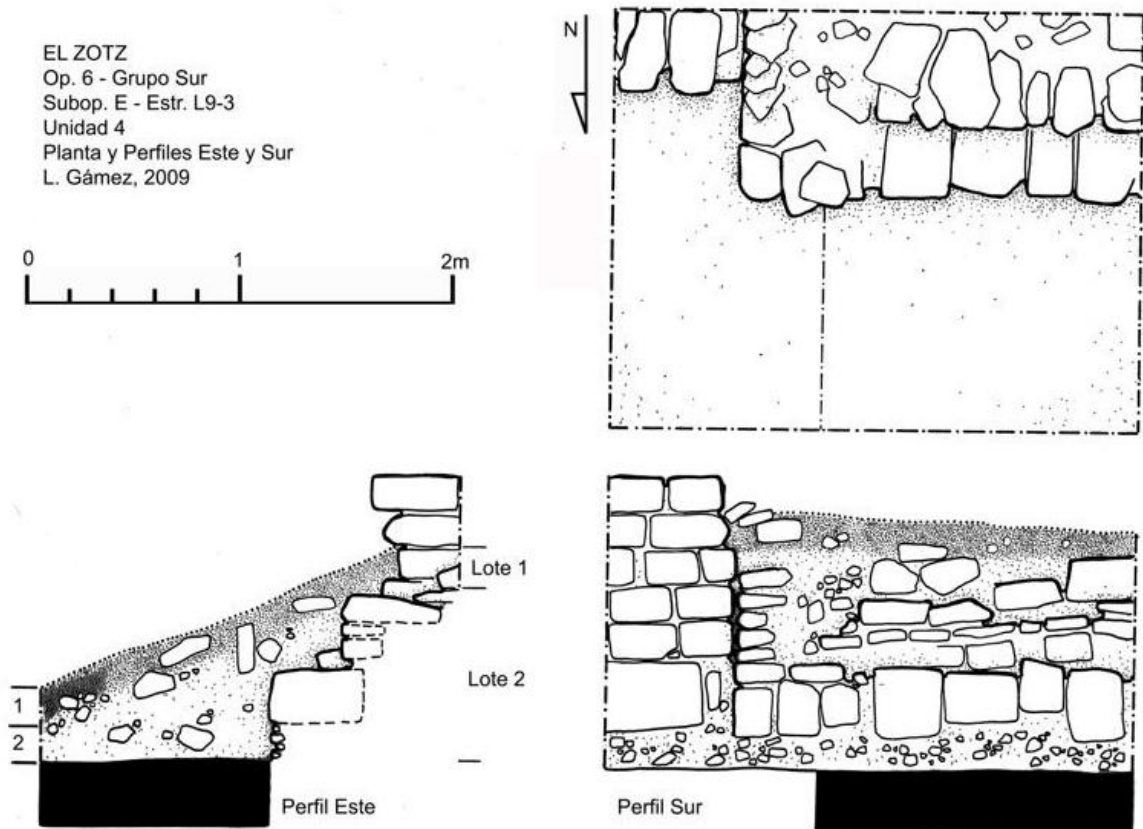 EL ZOTZ
Op. 6 - Grupo Sur
Subop. E - Estr. L9-3
Unidad 4
Planta y Perfiles Este y Sur
L. Gámez, 2009
N
0 1 2m
Lote 1
Lote 2
1
2
Perfil Este
Perfil Sur